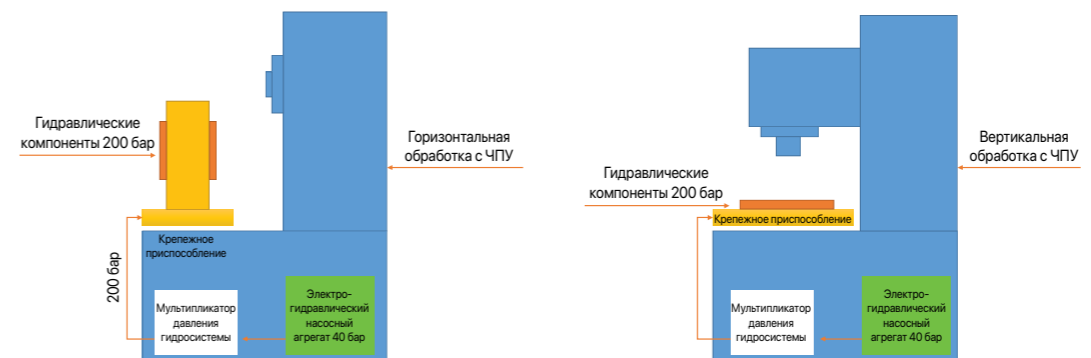 Гидравлические
компоненты 200 бар
Горизонтальная
обработка с ЧПУ
Крепежное
приспособление
200 бар
Мультипликатор
давления
гидросистемы
Электро-
гидравлический
насосный
агрегат 40 бар
Вертикальная
обработка с ЧПУ
Гидравлические
компоненты 200 бар
Крепежное приспособление
Мультипликатор
давления
гидросистемы
Электро-
гидравлический
насосный
агрегат 40 бар